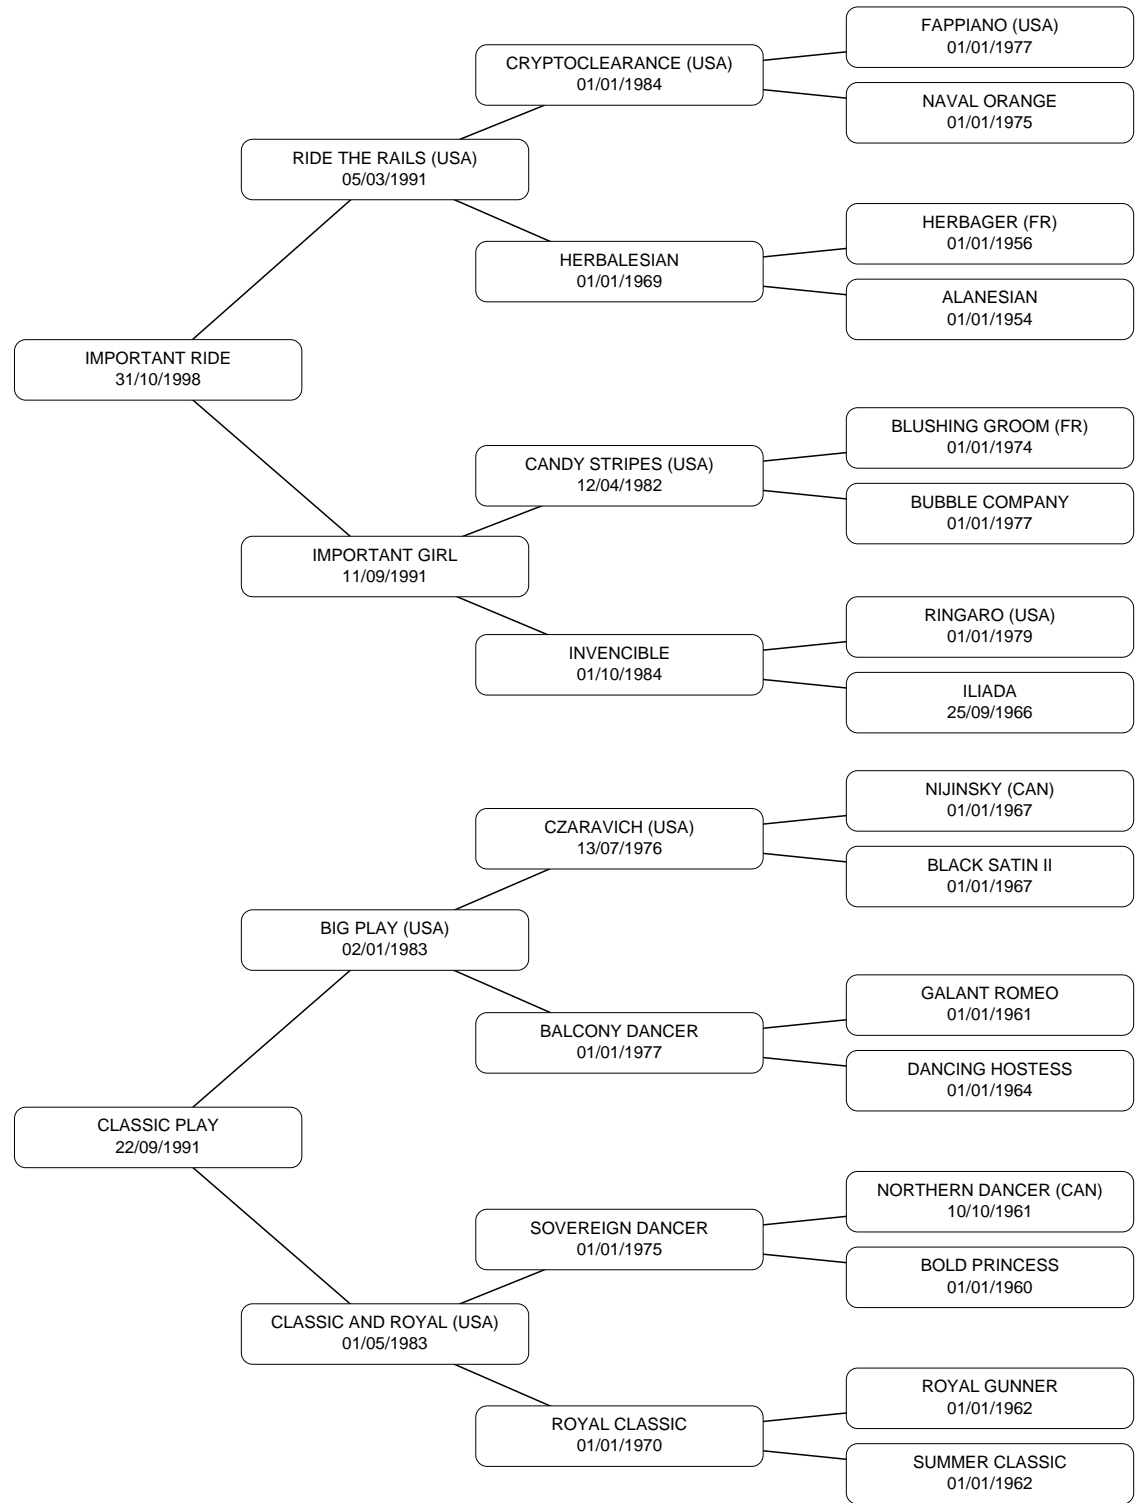 FAPPIANO (USA)
01/01/1977
CRYPTOCLEARANCE (USA)
01/01/1984
NAVAL ORANGE
01/01/1975
RIDE THE RAILS (USA)
05/03/1991
HERBAGER (FR)
01/01/1956
HERBALESIAN
01/01/1969
ALANESIAN
01/01/1954
IMPORTANT RIDE
31/10/1998
BLUSHING GROOM (FR)
01/01/1974
CANDY STRIPES (USA)
12/04/1982
BUBBLE COMPANY
01/01/1977
IMPORTANT GIRL
11/09/1991
RINGARO (USA)
01/01/1979
INVENCIBLE
01/10/1984
ILIADA
25/09/1966
NIJINSKY (CAN)
01/01/1967
CZARAVICH (USA)
13/07/1976
BLACK SATIN II
01/01/1967
BIG PLAY (USA)
02/01/1983
GALANT ROMEO
01/01/1961
BALCONY DANCER
01/01/1977
DANCING HOSTESS
01/01/1964
CLASSIC PLAY
22/09/1991
NORTHERN DANCER (CAN)
10/10/1961
SOVEREIGN DANCER
01/01/1975
BOLD PRINCESS
01/01/1960
CLASSIC AND ROYAL (USA)
01/05/1983
ROYAL GUNNER
01/01/1962
ROYAL CLASSIC
01/01/1970
SUMMER CLASSIC
01/01/1962